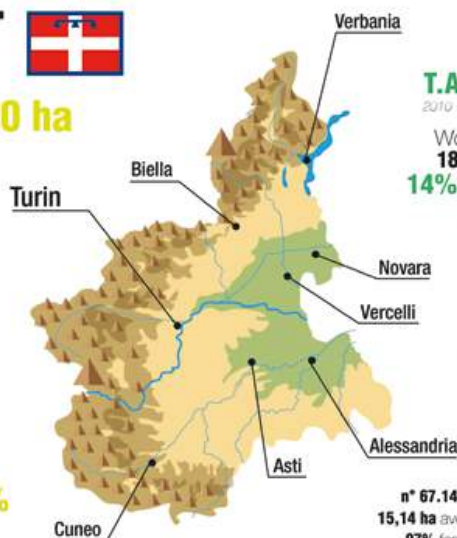 Verbania
0 ha
T.A
2010
Wo
18
14%
Biella
Turin
Novara
Vercelli
Alessandria
Asti
n° 67.14
15,14 ha av
%
Cuneo